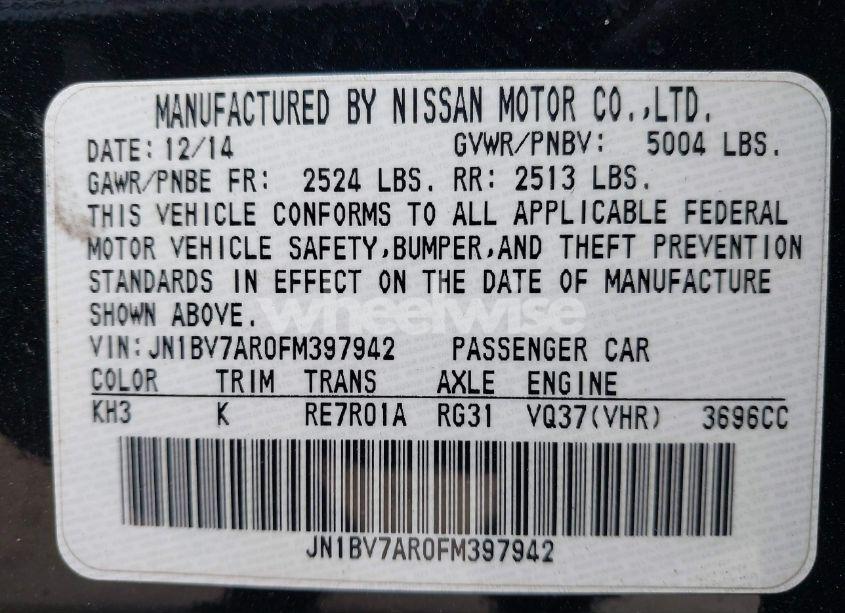 MANUFACTURED BY NISSAN MOTOR CO.,LTD.
DATE: 12/14 GVWR/PNBV: 5004 LBS.
GAWR/PNBE FR: 2524 LBS. RR: 2513 LBS.
THIS VEHICLE CONFORMS TO ALL APPLICABLE FEDERAL
MOTOR VEHICLE SAFETY,BUMPER,AND THEFT PREVENTION
STANDARDS IN EFFECT ON THE DATE OF MANUFACTURE
SHOWN ABOVE.
wheelwise
VIN: JN1BV7AR0FM397942 PASSENGER CAR
COLOR TRIM TRANS AXLE ENGINE
KH3 K RE7R01A RG31 VQ37(VHR) 3696CC
JN1BV7AR0FM397942